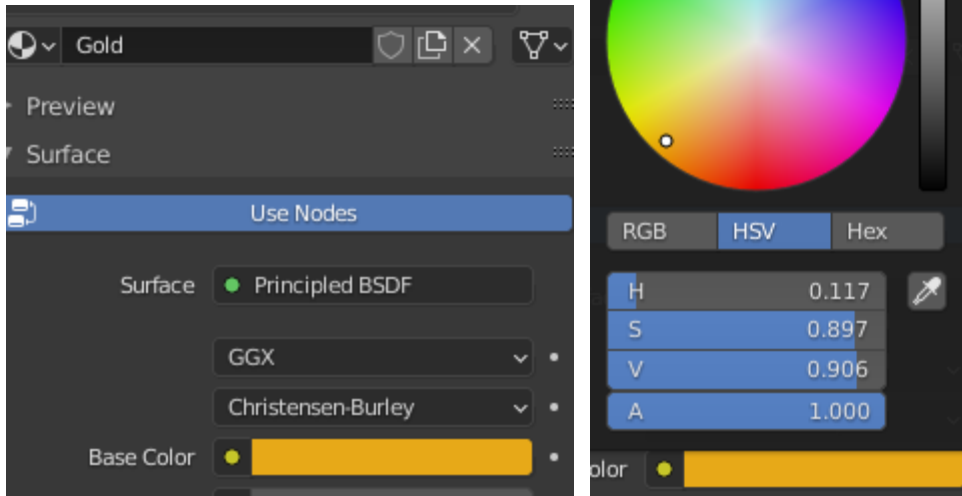 Gold
Preview
Surface
Use Nodes
Surface Principled BSDF
GGX
Christensen-Burley
Base Color
RGB HSV Hex
H 0.117
S 0.897
V 0.906
A 1.000
olor